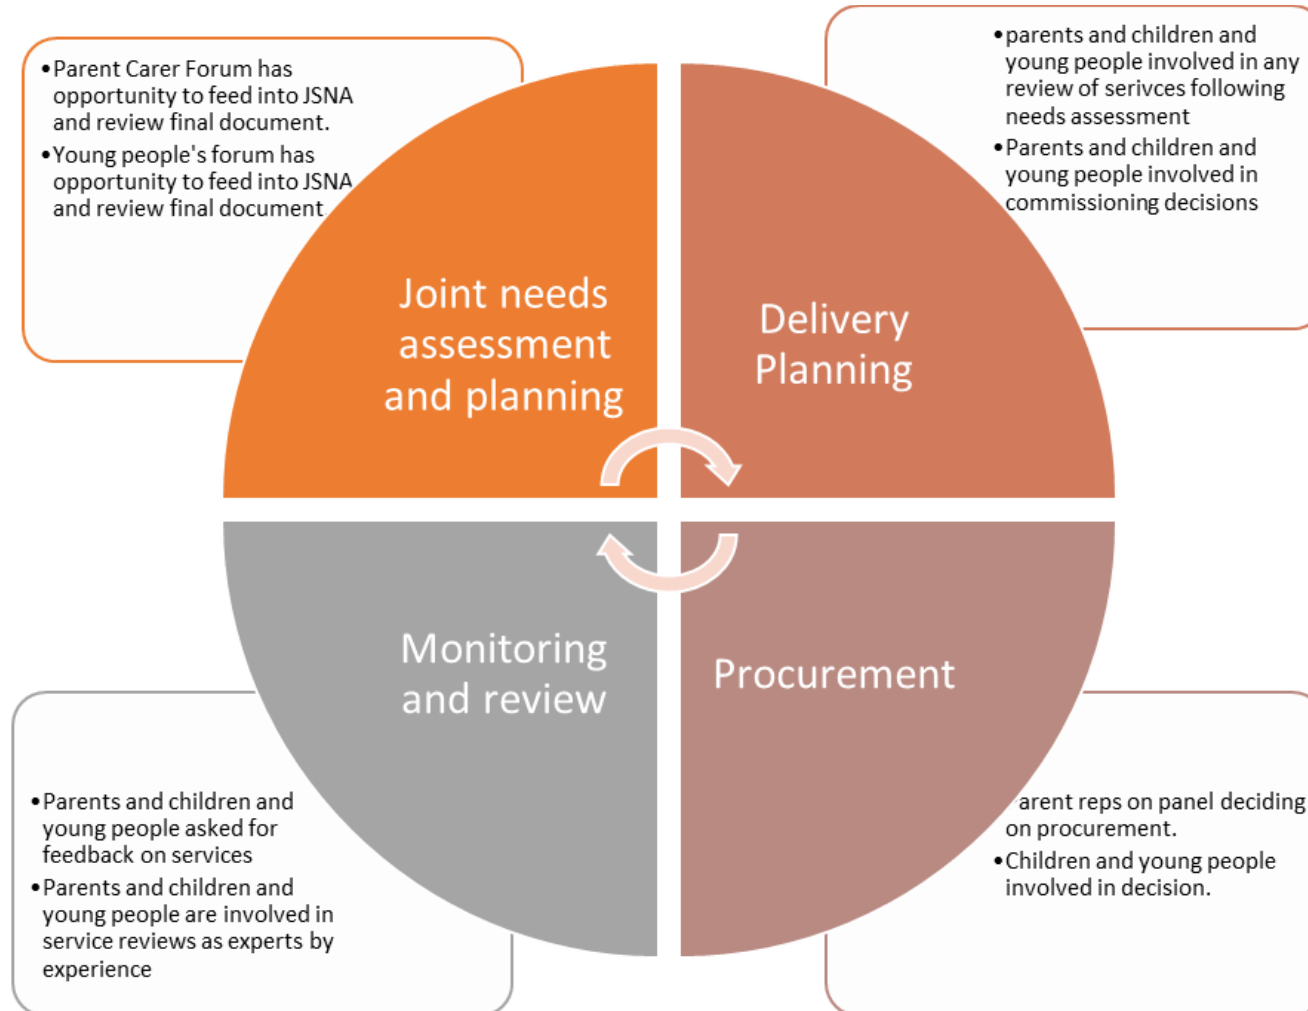 •Parent Carer Forum has
opportunity to feed into JSNA
and review final document.
•Young people's forum has
opportunity to feed into JSNA
and review final document
•parents and children and
young people involved in any
review of serivces following
needs assessment
•Parents and children and
young people involved in
commissioning decisions
Joint needs
assessment
and planning
Delivery
Planning
Monitoring
and review
Procurement
•Parents and children and
young people asked for
feedback on services
•Parents and children and
young people are involved in
service reviews as experts by
experience
arent reps on panel deciding
on procurement.
•Children and young people
involved in decision.